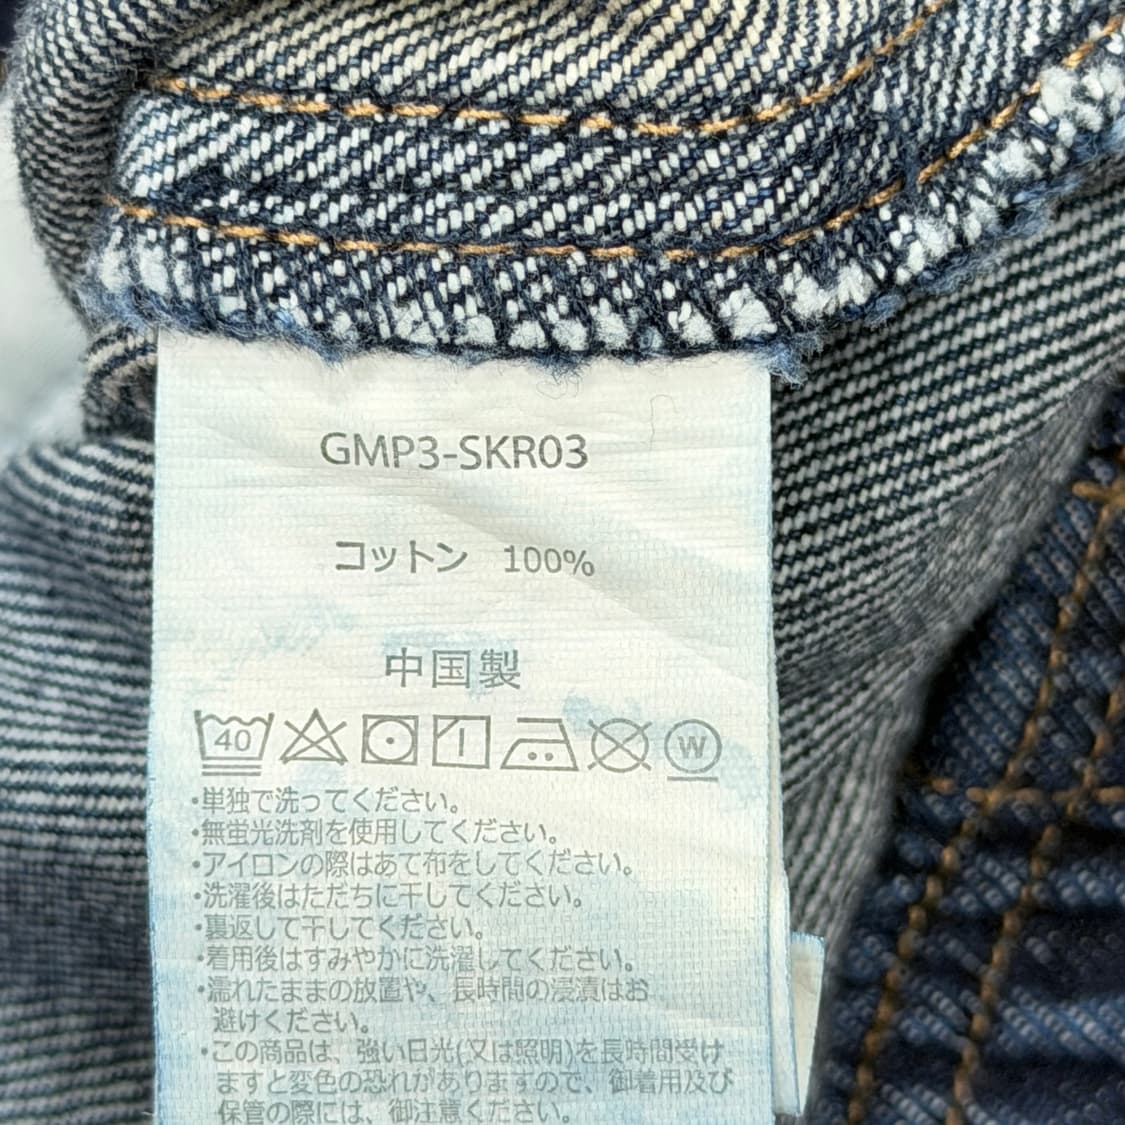 GMP3-SKR03
コットン 100%
中国製
40 W
・単独で洗ってください。
・無蛍光洗剤を使用してください。
・アイロンの際はあて布をしてください。
・洗濯後はただちに干してください。
・裏返して干してください。
・着用後はすみやかに洗濯してください。
・濡れたままの放置や、長時間の浸漬はお
避けください。
・この商品は、強い日光(又は照明)を長時間受け
ますと変色の恐れがありますので、御着用及び
保管の際には、御注意ください。